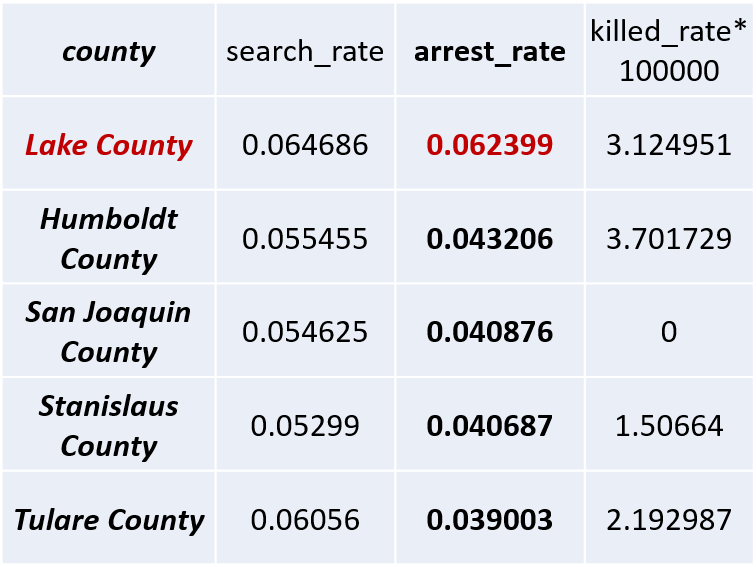 county search_rate arrest_rate killed_rate*
100000
Lake County 0.064686 0.062399 3.124951
Humboldt
County 0.055455 0.043206 3.701729
San Joaquin
County 0.054625 0.040876 0
Stanislaus
County 0.05299 0.040687 1.50664
Tulare County 0.06056 0.039003 2.192987